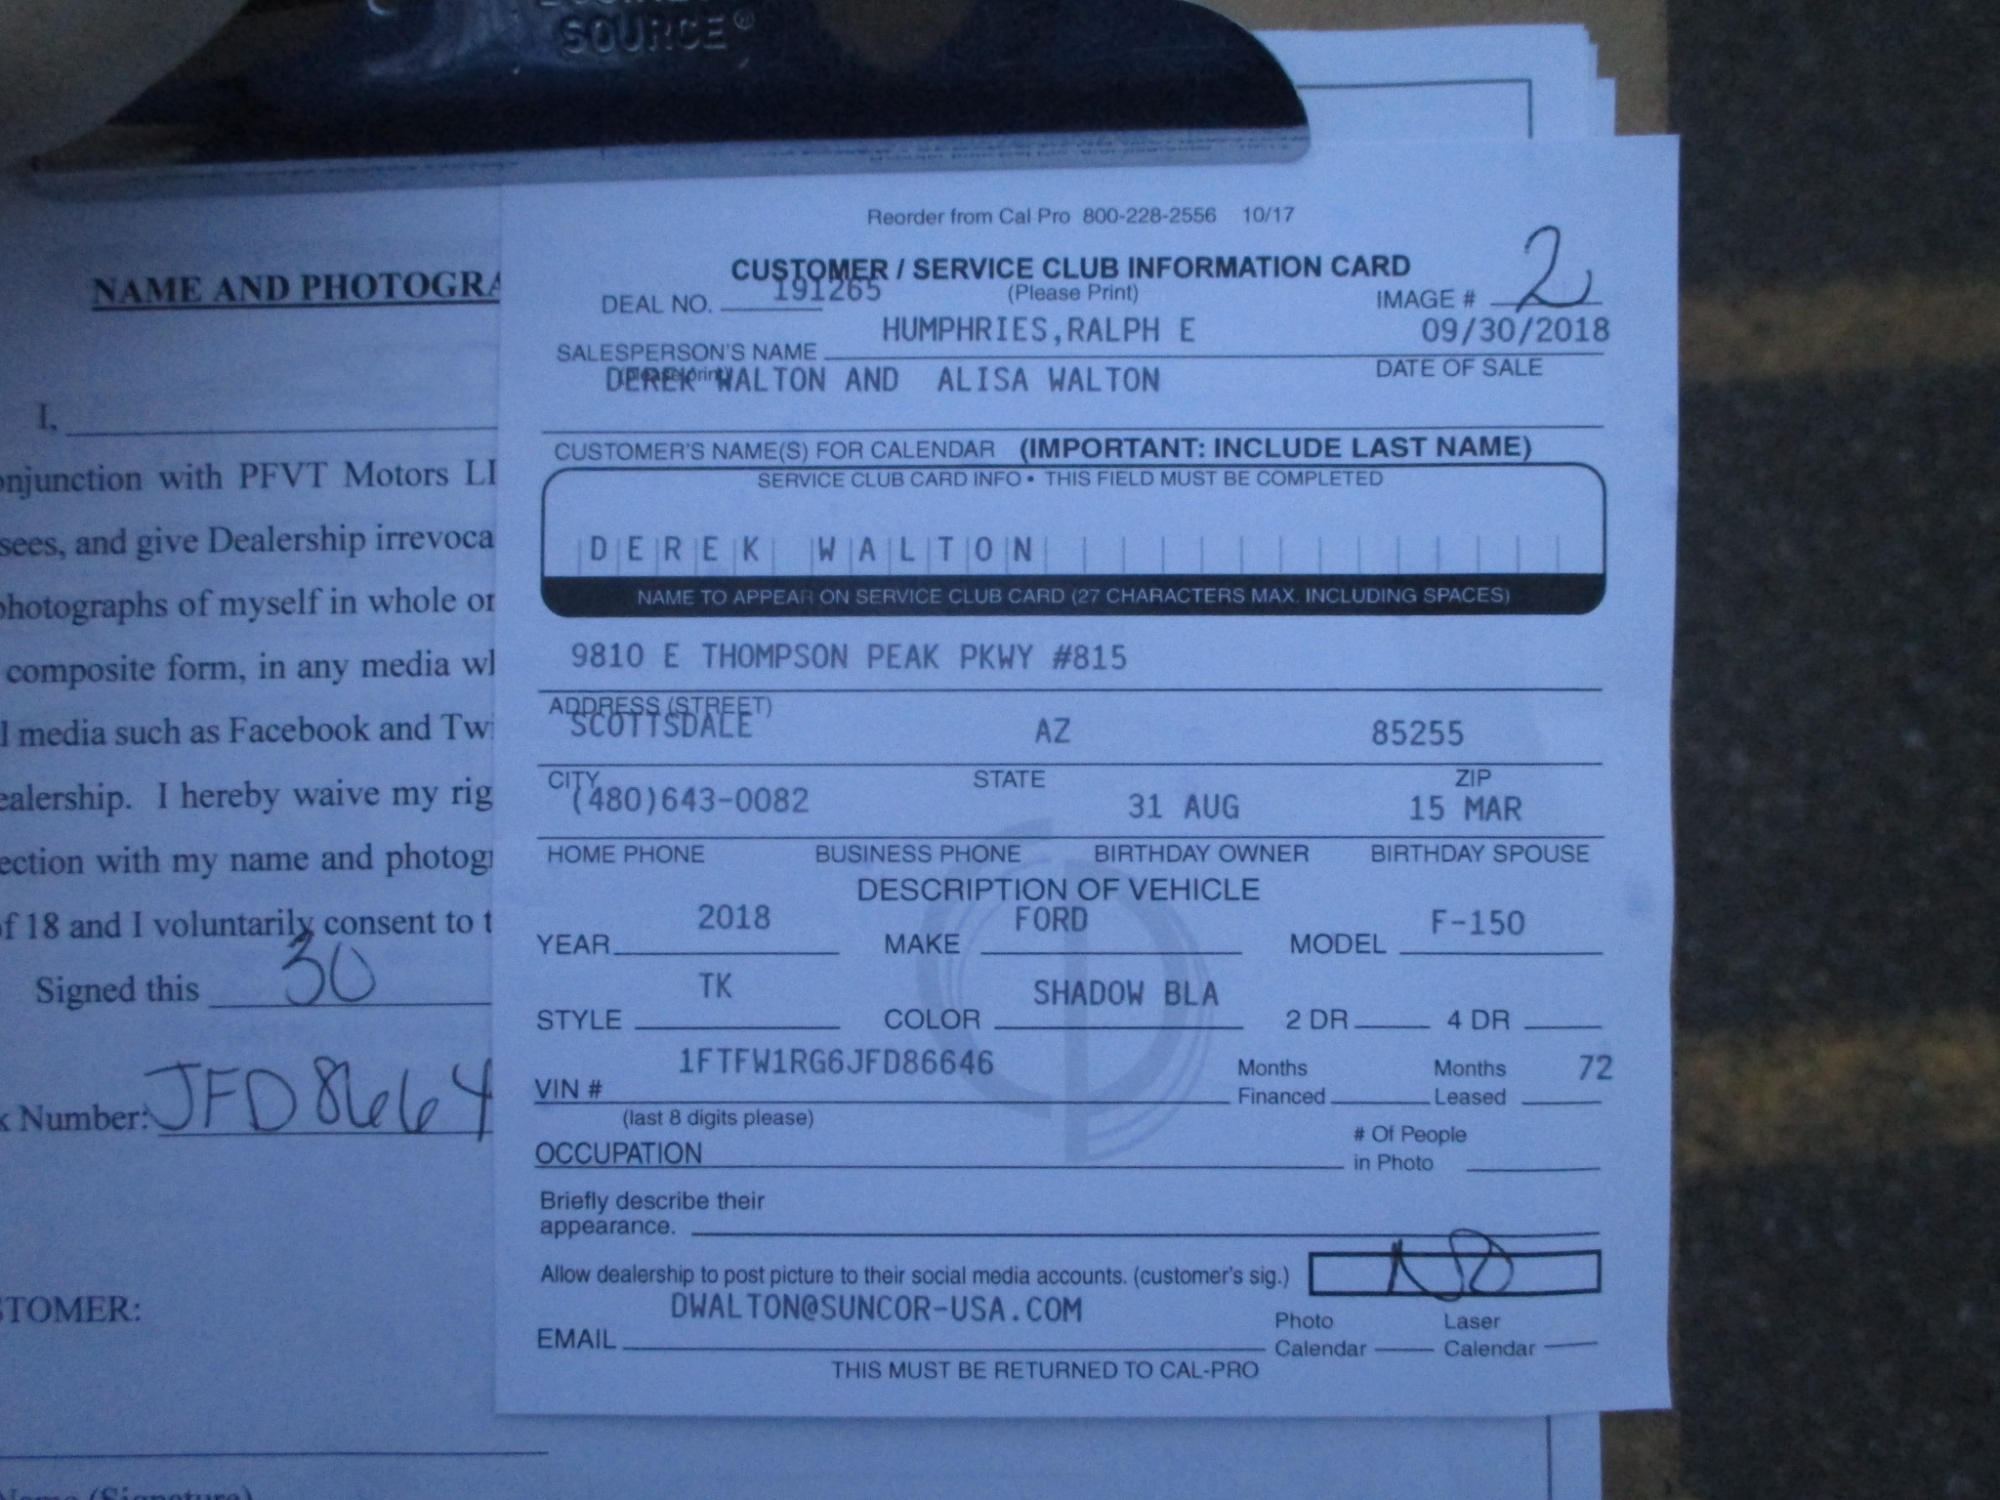 SOURCE®
Reorder from Cal Pro 800-228-2556 10/17
CUSTOMER / SERVICE CLUB INFORMATION CARD
(Please Print)
DEAL NO. 191265
IMAGE # 2
HUMPHRIES,RALPH E
09/30/2018
SALESPERSON'S NAME
DATE OF SALE
(please print)
DEREK WALTON AND ALISA WALTON
CUSTOMER'S NAME(S) FOR CALENDAR (IMPORTANT: INCLUDE LAST NAME)
SERVICE CLUB CARD INFO • THIS FIELD MUST BE COMPLETED
DEREK WALTON
NAME TO APPEAR ON SERVICE CLUB CARD (27 CHARACTERS MAX. INCLUDING SPACES)
9810 E THOMPSON PEAK PKWY #815
ADDRESS (STREET)
SCOTTSDALE AZ 85255
CITY STATE ZIP
(480)643-0082 31 AUG 15 MAR
HOME PHONE BUSINESS PHONE BIRTHDAY OWNER BIRTHDAY SPOUSE
DESCRIPTION OF VEHICLE
YEAR 2018 MAKE FORD MODEL F-150
STYLE TK COLOR SHADOW BLA 2 DR 4 DR
VIN # 1FTFW1RG6JFD86646 Months Financed Months Leased 72
(last 8 digits please)
OCCUPATION # Of People in Photo
Briefly describe their
appearance.
Allow dealership to post picture to their social media accounts. (customer's sig.) NO
DWALTON@SUNCOR-USA.COM
EMAIL Photo Calendar Laser Calendar
THIS MUST BE RETURNED TO CAL-PRO
NAME AND PHOTOGRA
I,
onjunction with PFVT Motors LL
sees, and give Dealership irrevoca
photographs of myself in whole or
composite form, in any media wh
l media such as Facebook and Twi
ealership. I hereby waive my rig
ection with my name and photogr
of 18 and I voluntarily consent to t
Signed this 30
k Number: JFD8664
STOMER:
Name (Signature)